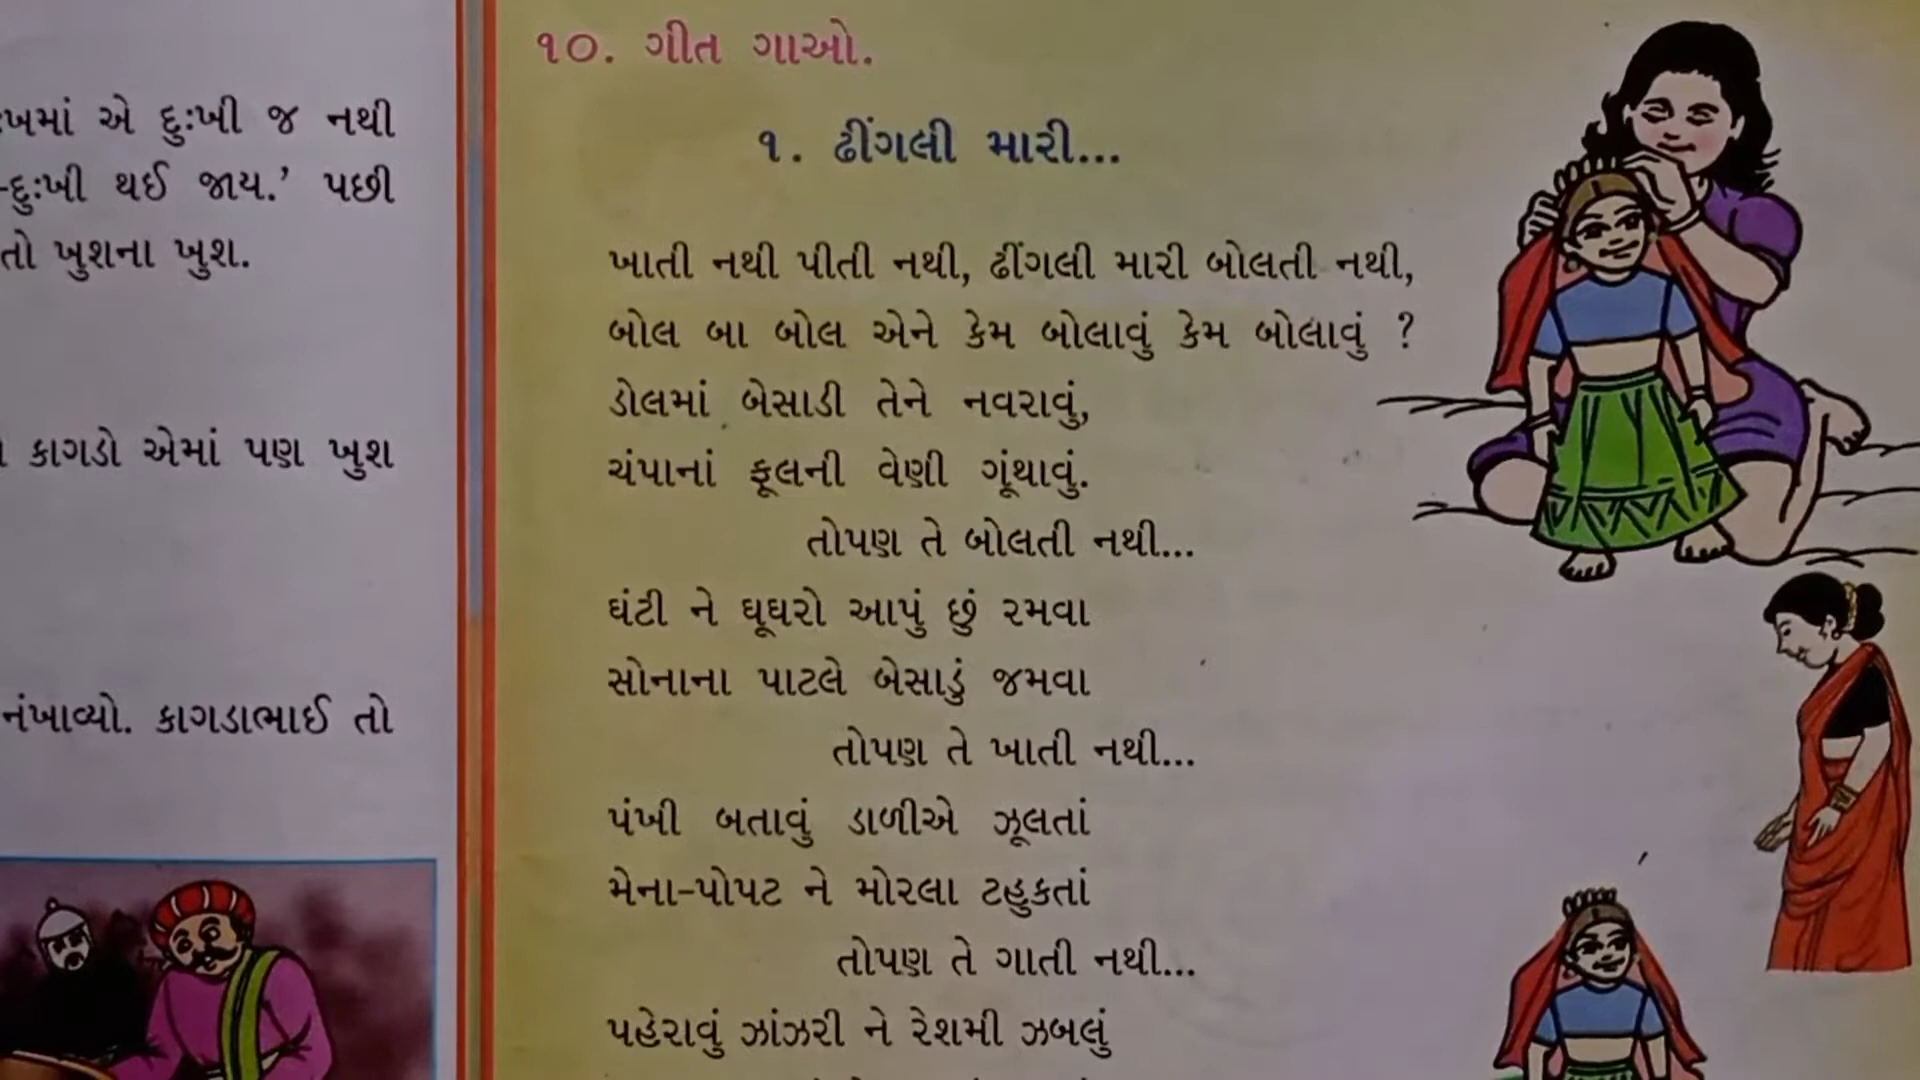 એ દુઃખી જ નથી
-દુઃખી થઈ જાય.’ પછી
તો ખુશના ખુશ.
કાગડો એમાં પણ ખુશ
નંખાવ્યો. કાગડાભાઈ તો
૧૦. ગીત ગાઓ.
૧. ઢીંગલી મારી...
ખાતી નથી પીતી નથી, ઢીંગલી મારી બોલતી નથી,
બોલ બા બોલ એને કેમ બોલાવું કેમ બોલાવું ?
ડોલમાં બેસાડી તેને નવરાવું,
ચંપાનાં ફૂલની વેણી ગૂંથાવું.
તોપણ તે બોલતી નથી...
ઘંટી ને ઘૂઘરો આપું છું રમવા
સોનાના પાટલે બેસાડું જમવા
તોપણ તે ખાતી નથી...
પંખી બતાવું ડાળીએ ઝૂલતાં
મેના-પોપટ ને મોરલા ટહુકતાં
તોપણ તે ગાતી નથી...
પહેરાવું ઝાંઝરી ને રેશમી ઝબલું